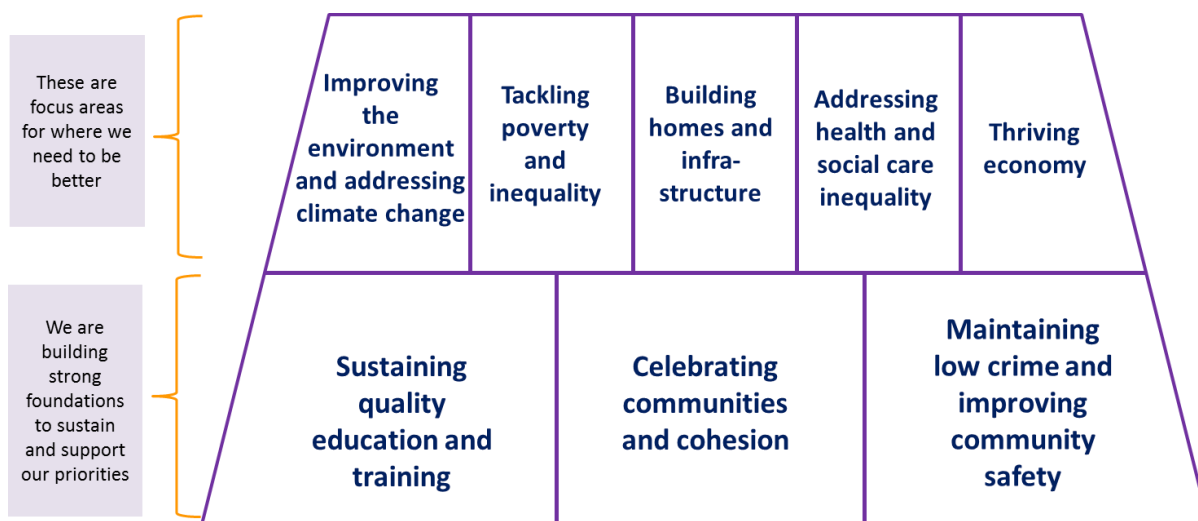 These are
focus areas
for where we
need to be
better
Improving
the
environment
and addressing
climate change
Tackling
poverty
and
inequality
Building
homes and
infra-
structure
Addressing
health and
social care
inequality
Thriving
economy
We are
building
strong
foundations
to sustain
and support
our priorities
Sustaining
quality
education and
training
Celebrating
communities
and cohesion
Maintaining
low crime and
improving
community
safety